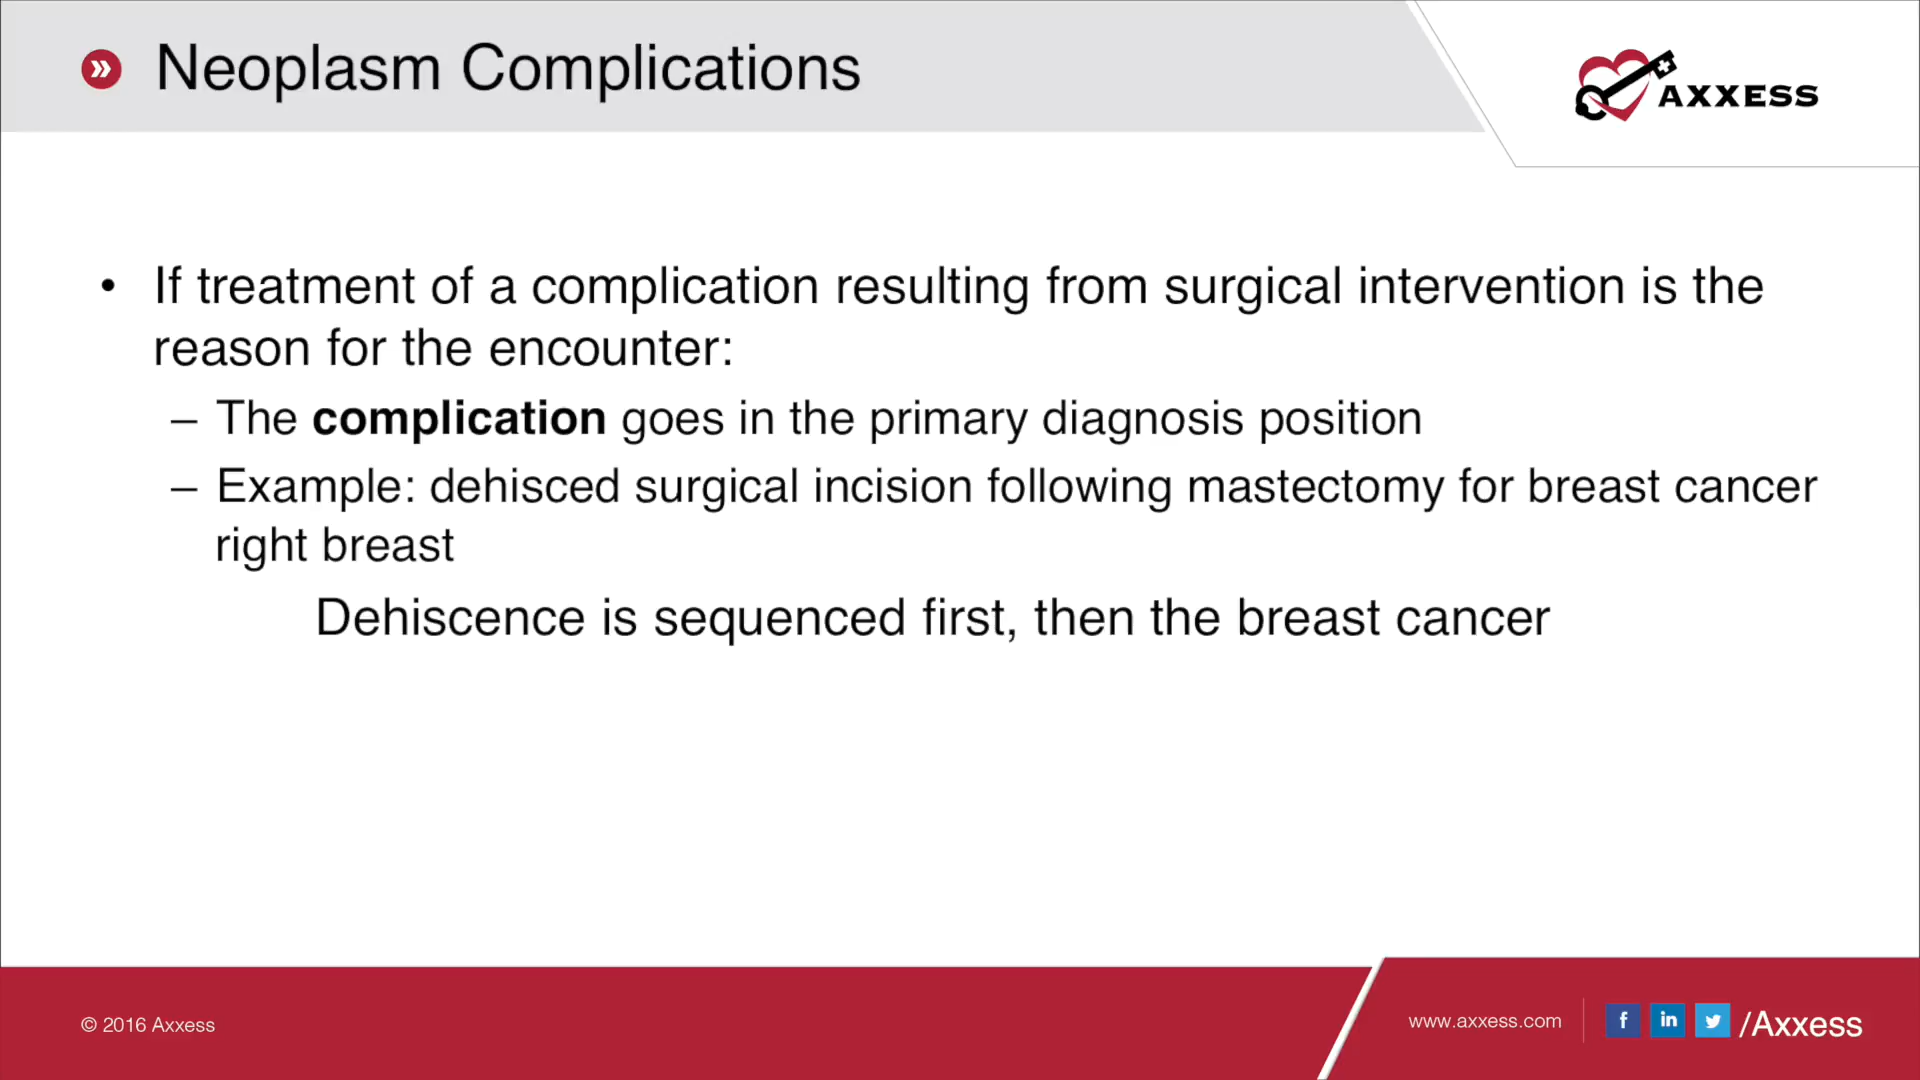 Neoplasm Complications
AXXESS
• If treatment of a complication resulting from surgical intervention is the
reason for the encounter:
– The complication goes in the primary diagnosis position
– Example: dehisced surgical incision following mastectomy for breast cancer
right breast
Dehiscence is sequenced first, then the breast cancer
© 2016 Axxess
www.axxess.com
f in /Axxess